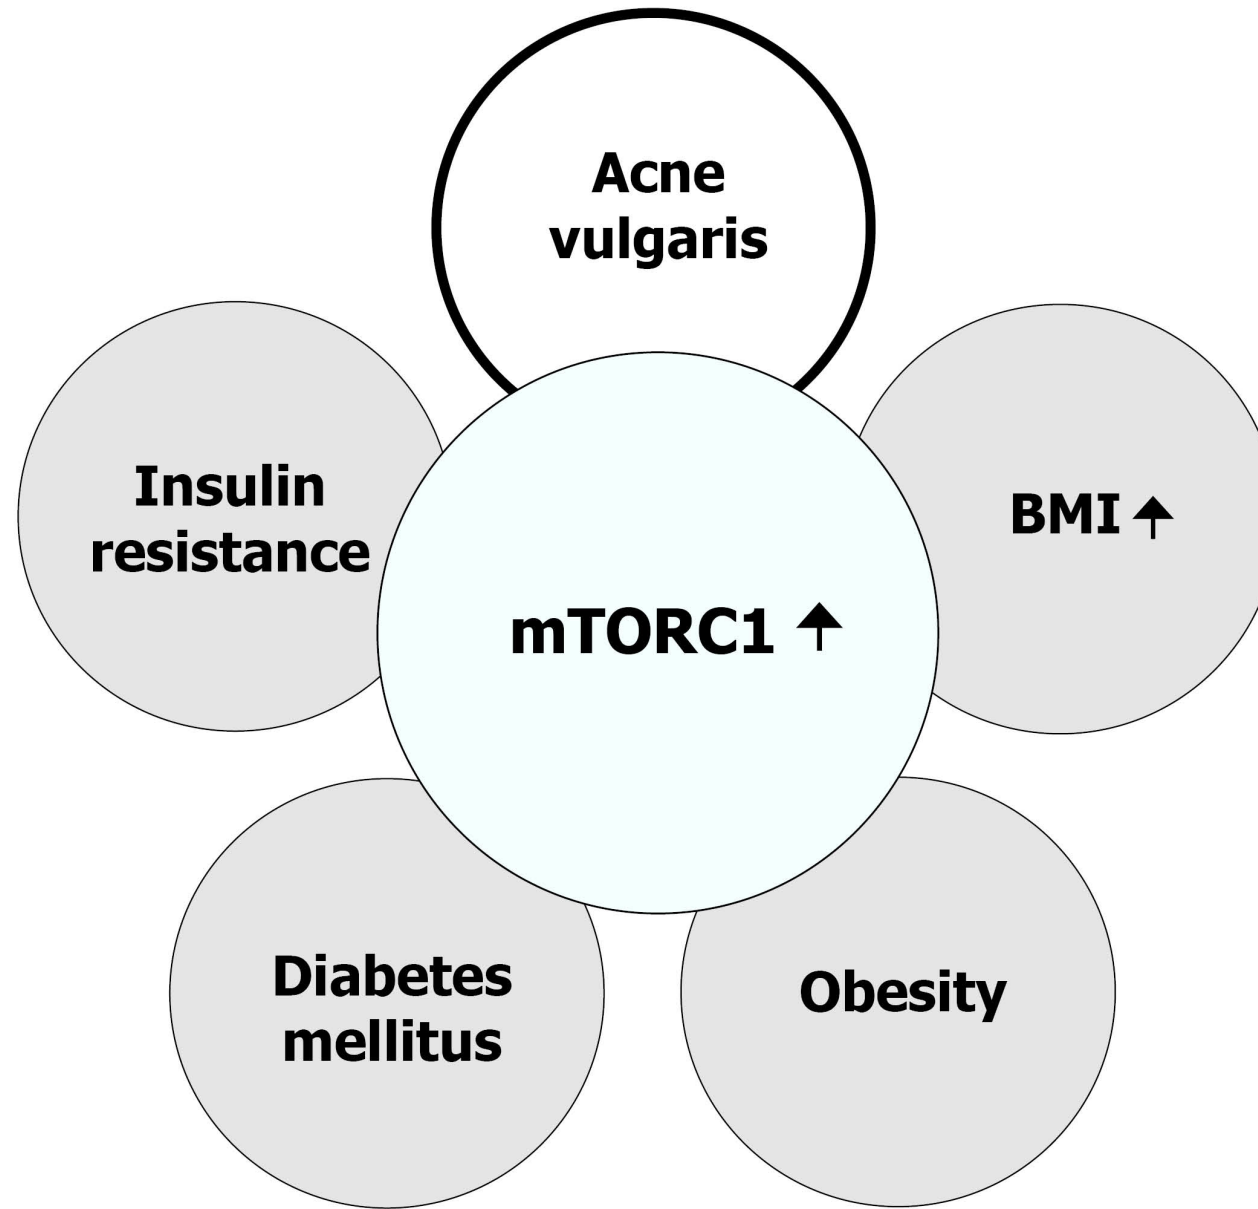 Acne
vulgaris
Insulin
resistance
BMI ↑
mTORC1 ↑
Diabetes
mellitus
Obesity